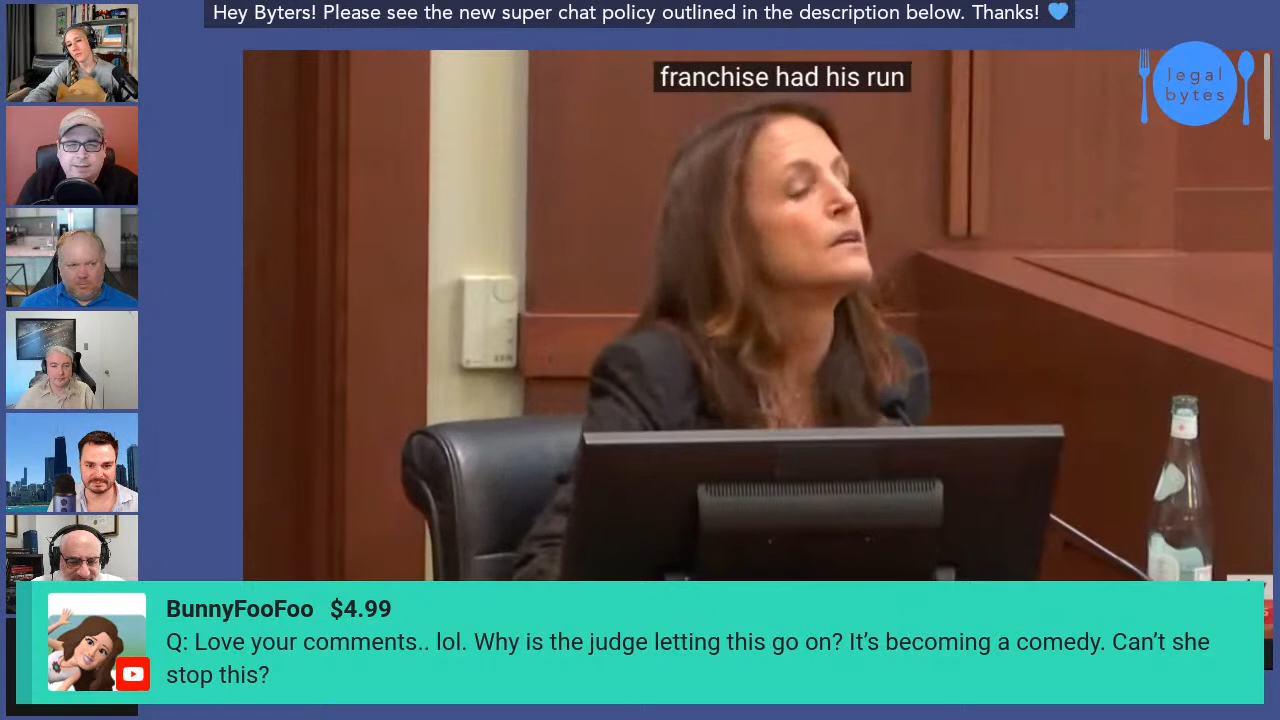 Hey Byters! Please see the new super chat policy outlined in the description below. Thanks! 💙
franchise had his run
legal
bytes
BunnyFooFoo $4.99
Q: Love your comments.. lol. Why is the judge letting this go on? It’s becoming a comedy. Can’t she
stop this?